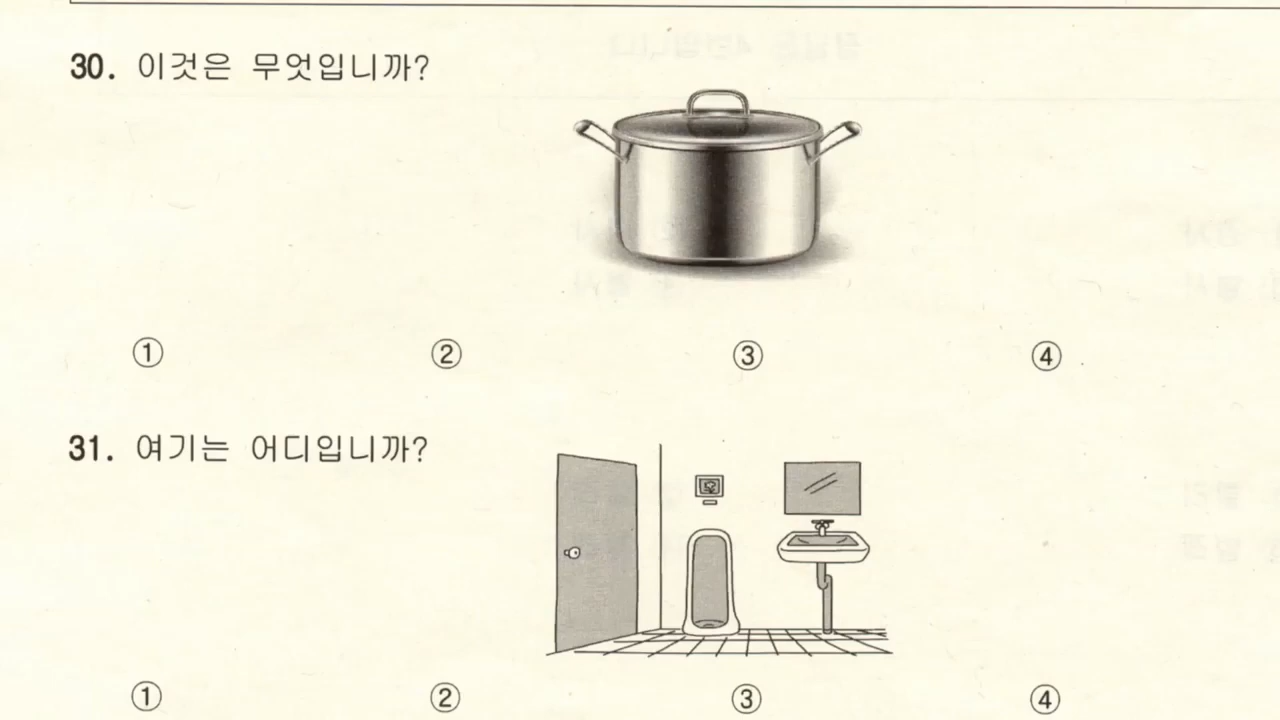 30. 이것은 무엇입니까?
① ② ③ ④
31. 여기는 어디입니까?
① ② ③ ④